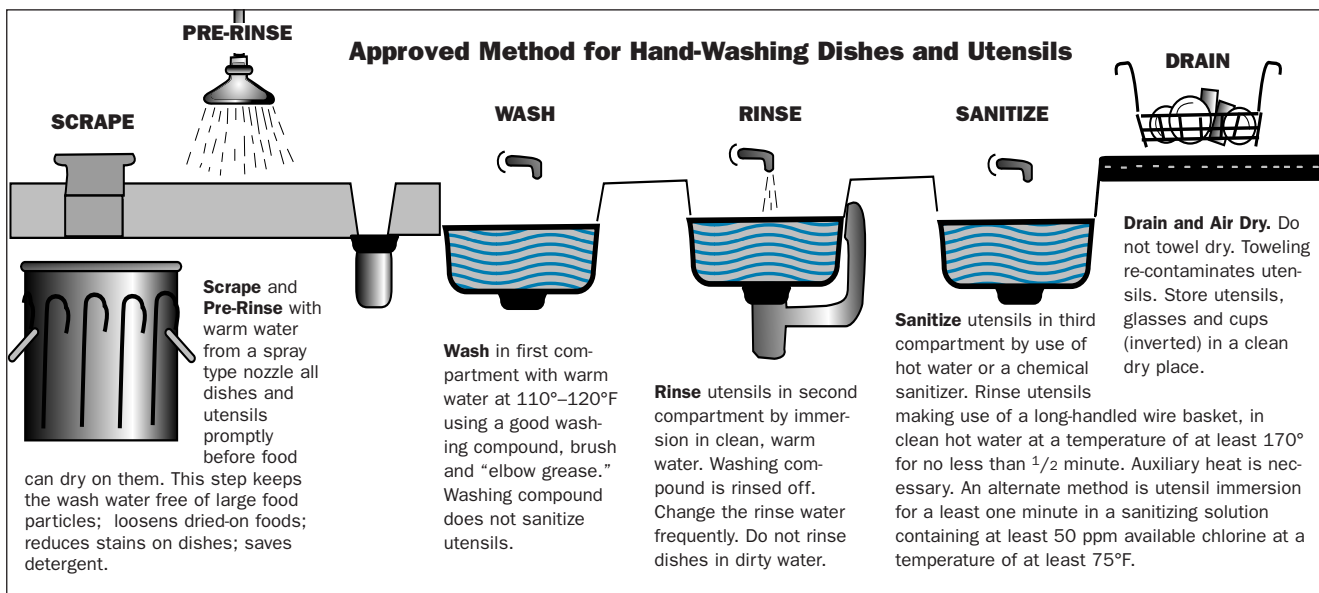 PRE-RINSE
Approved Method for Hand-Washing Dishes and Utensils
DRAIN
SCRAPE
WASH
RINSE
SANITIZE
Scrape and
Pre-Rinse with
warm water
from a spray
type nozzle all
dishes and
utensils
promptly
before food
can dry on them. This step keeps
the wash water free of large food
particles; loosens dried-on foods;
reduces stains on dishes; saves
detergent.
Wash in first com-
partment with warm
water at 110°–120°F
using a good wash-
ing compound, brush
and “elbow grease.”
Washing compound
does not sanitize
utensils.
Rinse utensils in second
compartment by immer-
sion in clean, warm
water. Washing com-
pound is rinsed off.
Change the rinse water
frequently. Do not rinse
dishes in dirty water.
Sanitize utensils in third
compartment by use of
hot water or a chemical
sanitizer. Rinse utensils
making use of a long-handled wire basket, in
clean hot water at a temperature of at least 170°
for no less than 1/2 minute. Auxiliary heat is nec-
essary. An alternate method is utensil immersion
for a least one minute in a sanitizing solution
containing at least 50 ppm available chlorine at a
temperature of at least 75°F.
Drain and Air Dry. Do
not towel dry. Toweling
re-contaminates uten-
sils. Store utensils,
glasses and cups
(inverted) in a clean
dry place.